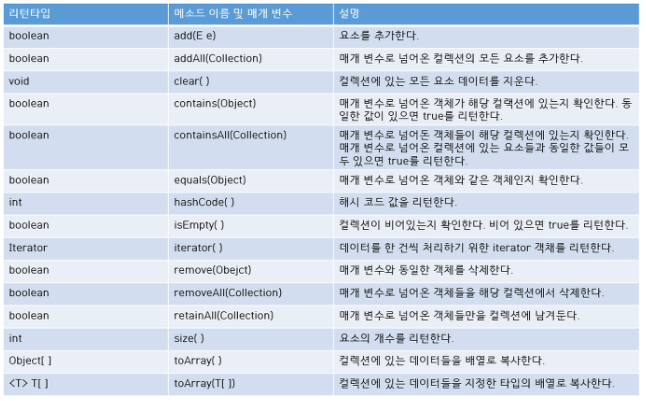 리턴타입 메소드 이름 및 매개 변수 설명
boolean add(E e) 요소를 추가한다.
boolean addAll(Collection) 매개 변수로 넘어온 컬렉션의 모든 요소를 추가한다.
void clear( ) 컬렉션에 있는 모든 요소 데이터를 지운다.
boolean contains(Object) 매개 변수로 넘어온 객체가 해당 컬랙션에 있는지 확인한다. 동
일한 값이 있으면 true를 리턴한다.
boolean containsAll(Collection) 매개 변수로 넘어온 객체들이 해당 컬렉션에 있는지 확인한다.
매개 변수로 넘어온 컬렉션에 있는 요소들과 동일한 값들이 모
두 있으면 true를 리턴한다.
boolean equals(Object) 매개 변수로 넘어온 객체와 같은 객체인지 확인한다.
int hashCode( ) 해시 코드 값을 리턴한다.
boolean isEmpty( ) 컬렉션이 비어있는지 확인한다. 비어 있으면 true를 리턴한다.
Iterator iterator( ) 데이터를 한 건씩 처리하기 위한 iterator 객채를 리턴한다.
boolean remove(Obejct) 매개 변수와 동일한 객체를 삭제한다.
boolean removeAll(Collection) 매개 변수로 넘어온 객체들을 해당 컬렉션에서 삭제한다.
boolean retainAll(Collection) 매개 변수로 넘어온 객체들만을 컬렉션에 남겨둔다.
int size( ) 요소의 개수를 리턴한다.
Object[ ] toArray( ) 컬렉션에 있는 데이터들을 배열로 복사한다.
<T> T[ ] toArray(T[ ]) 컬렉션에 있는 데이터들을 지정한 타입의 배열로 복사한다.